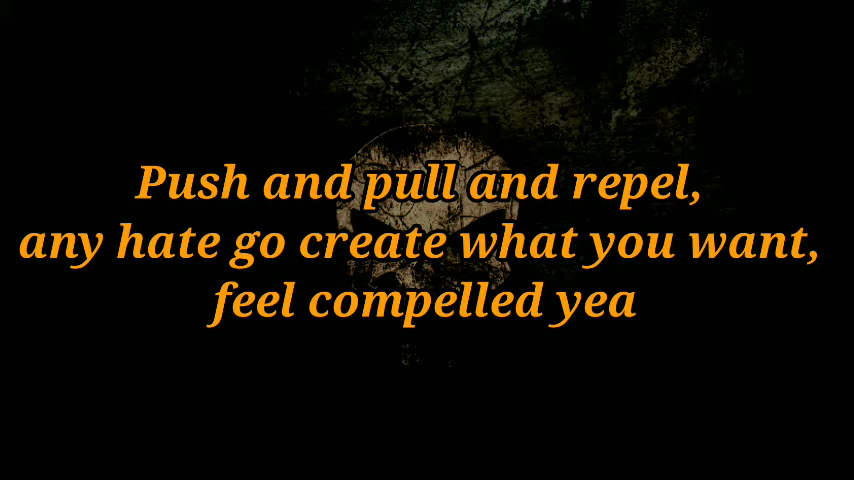 Push and pull and repel,
any hate go create what you want,
feel compelled yea